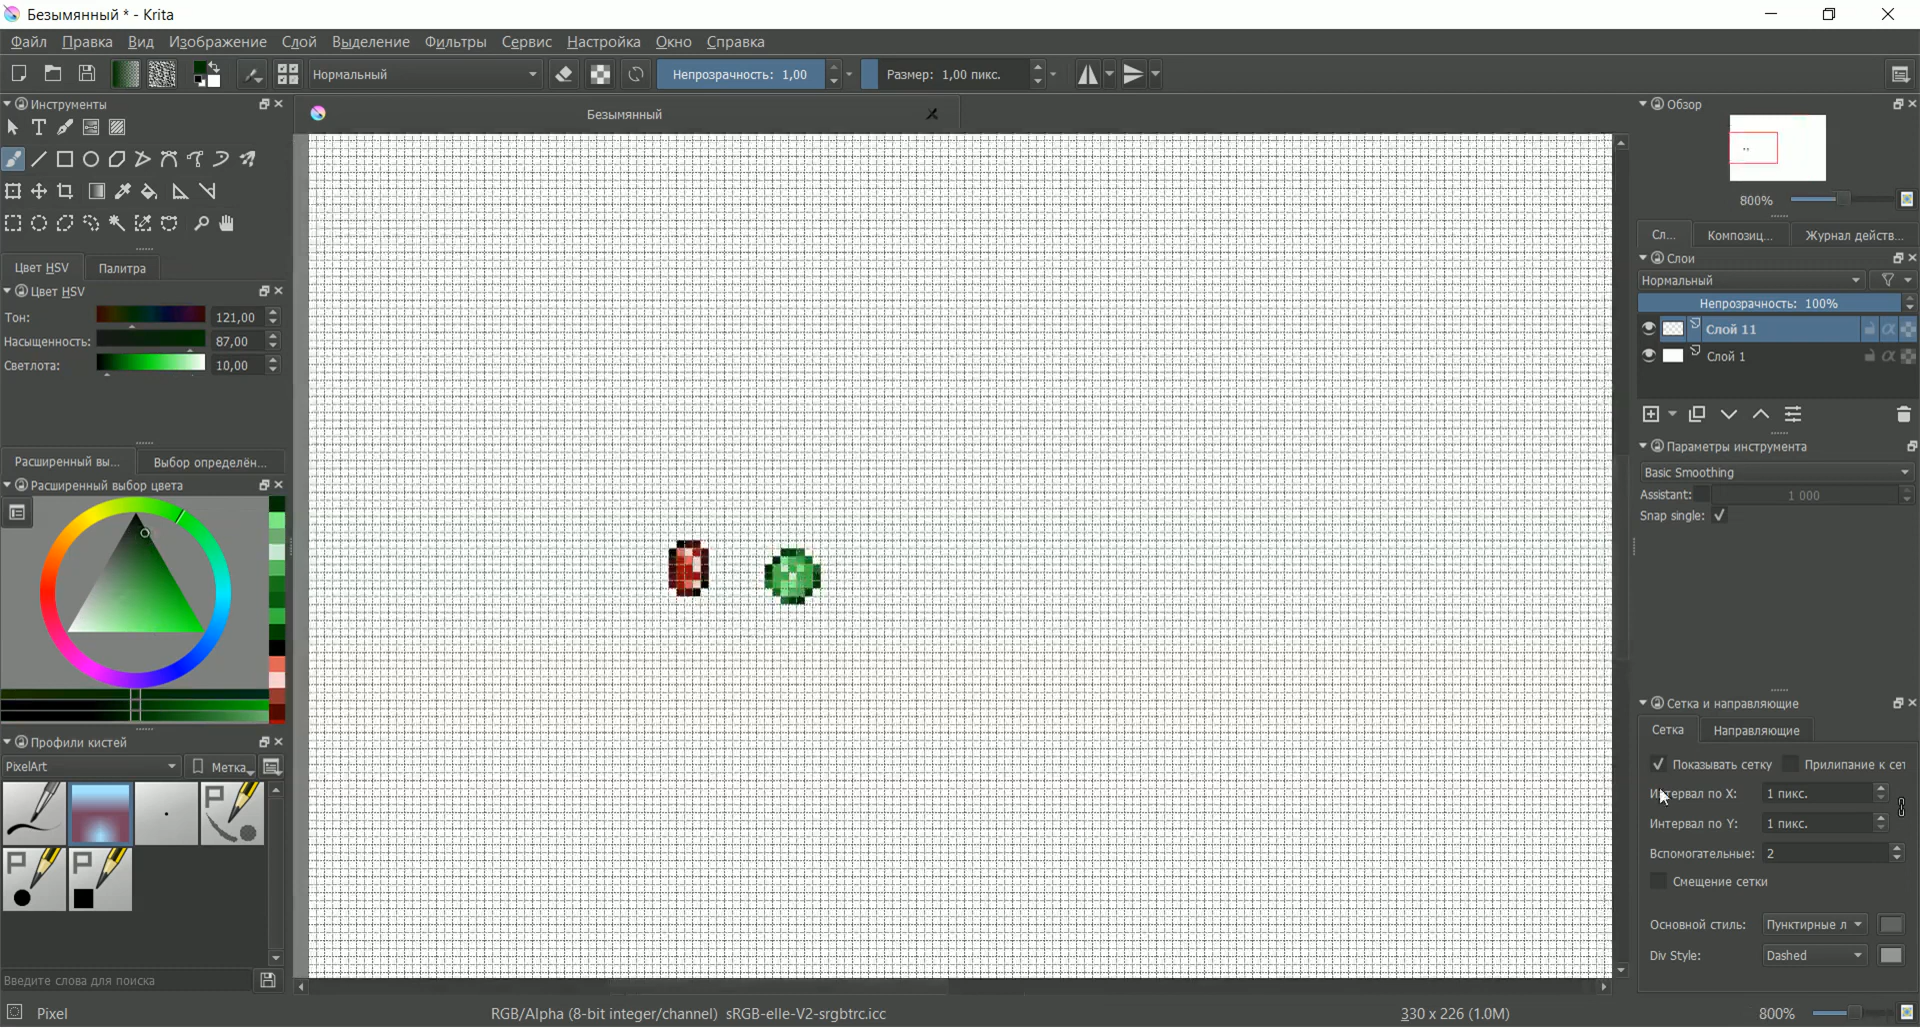 Безымянный * - Krita
Файл Правка Вид Изображение Слой Выделение Фильтры Сервис Настройка Окно Справка
Нормальный Непрозрачность: 1,00 Размер: 1,00 пикс.
Инструменты
Безымянный
Цвет HSV Палитра
Цвет HSV
Тон: 121,00
Насыщенность: 87,00
Светлота: 10,00
Расширенный вы... Выбор определён...
Расширенный выбор цвета
Профили кистей
PixelArt Метка
Введите слова для поиска
Pixel RGB/Alpha (8-bit integer/channel) sRGB-elle-V2-srgbtrc.icc 330 x 226 (1.0M) 800%
Обзор
800%
Сл... Композиц... Журнал действ...
Слои
Нормальный
Непрозрачность: 100%
Слой 11
Слой 1
Параметры инструмента
Basic Smoothing
Assistant: 1 000
Snap single:
Сетка и направляющие
Сетка Направляющие
Показывать сетку Прилипание к сет
Интервал по X: 1 пикс.
Интервал по Y: 1 пикс.
Вспомогательные: 2
Смещение сетки
Основной стиль: Пунктирные л
Div Style: Dashed